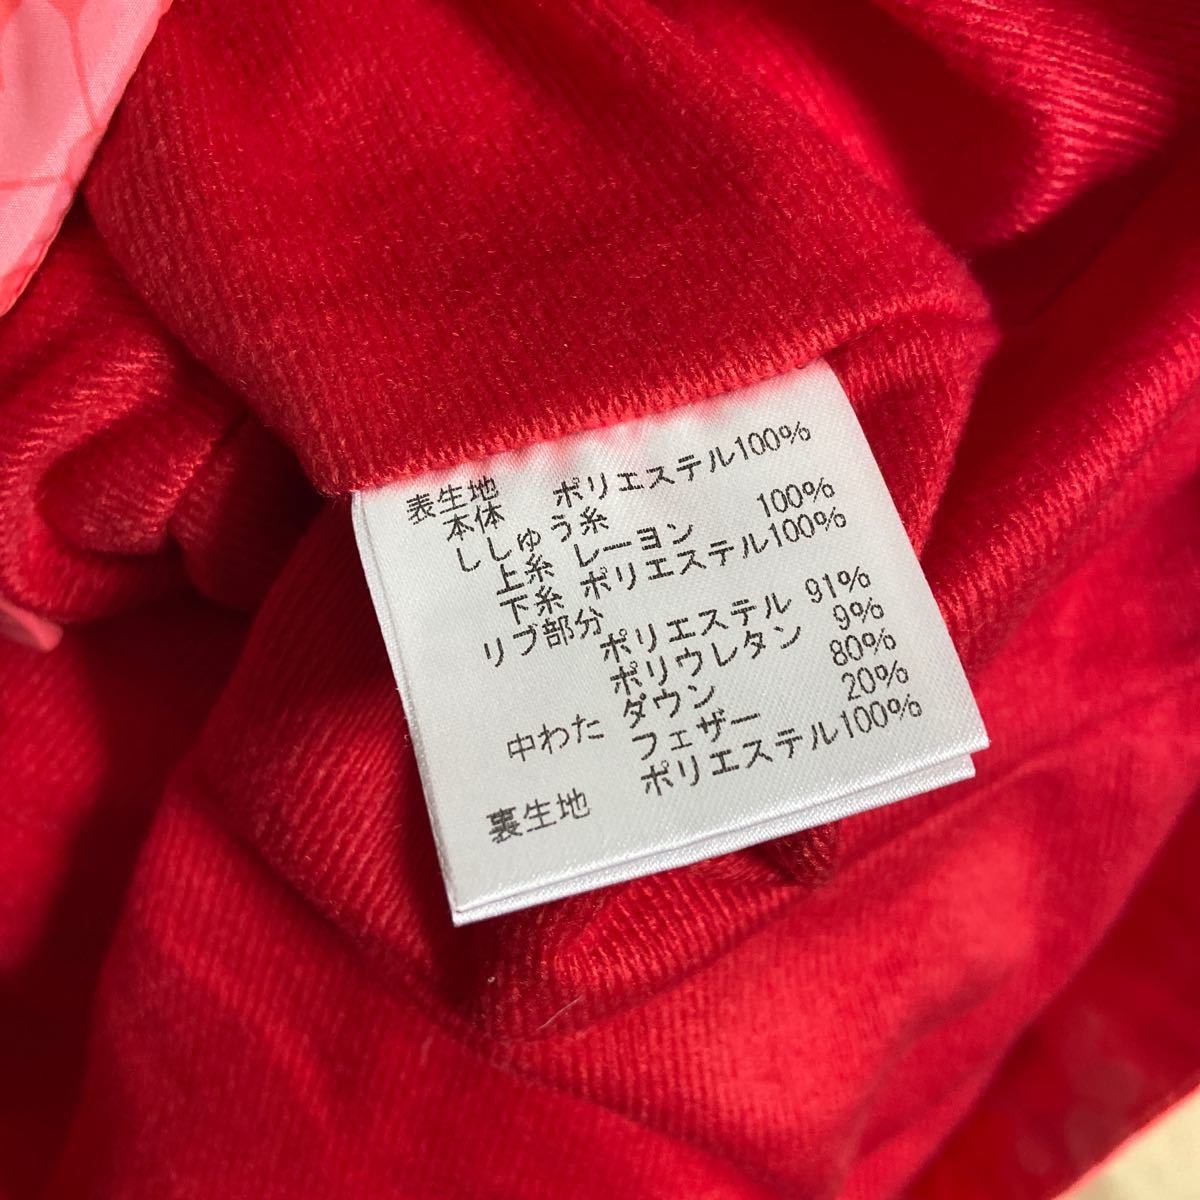 表生地
本体 ポリエステル100%
ししゅう糸
上糸 レーヨン 100%
下糸 ポリエステル100%
リブ部分
ポリエステル 91%
ポリウレタン 9%
中わた ダウン 80%
フェザー 20%
裏生地 ポリエステル100%